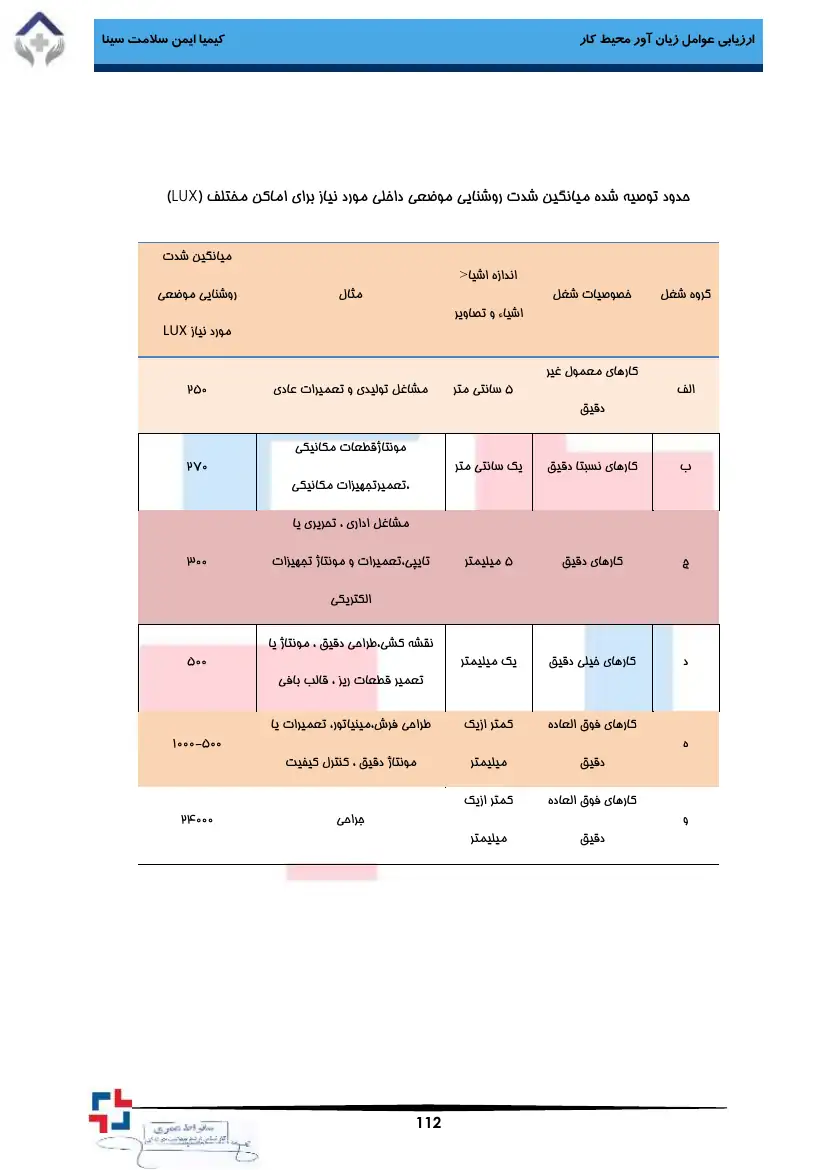 ارزیابی عوامل زیان آور محیط کار
کیمیا ایمن سلامت سینا
حدود توصیه شده میانگین شدت روشنایی موضعی داخلی مورد نیاز برای اماکن مختلف (LUX)
گروه شغل
خصوصیات شغل
اندازه اشیا<
اشیاء و تصاویر
مثال
میانگین شدت
روشنایی موضعی
مورد نیاز LUX
الف
کارهای معمول غیر
دقیق
۵ سانتی متر
مشاغل تولیدی و تعمیرات عادی
۲۵۰
ب
کارهای نسبتا دقیق
یک سانتی متر
مونتاژقطعات مکانیکی
،تعمیرتجهیزات مکانیکی
۲۷۰
ج
کارهای دقیق
۵ میلیمتر
مشاغل اداری ، تحریری یا
تایپی،تعمیرات و مونتاژ تجهیزات
الکتریکی
۳۰۰
د
کارهای خیلی دقیق
یک میلیمتر
نقشه کشی،طراحی دقیق ، مونتاژ یا
تعمیر قطعات ریز ، قالب بافی
۵۰۰
ه
کارهای فوق العاده
دقیق
کمتر ازیک
میلیمتر
طراحی فرش،مینیاتور، تعمیرات یا
مونتاژ دقیق ، کنترل کیفیت
۱۰۰۰-۵۰۰
و
کارهای فوق العاده
دقیق
کمتر ازیک
میلیمتر
جراحی
۲۴۰۰۰
112